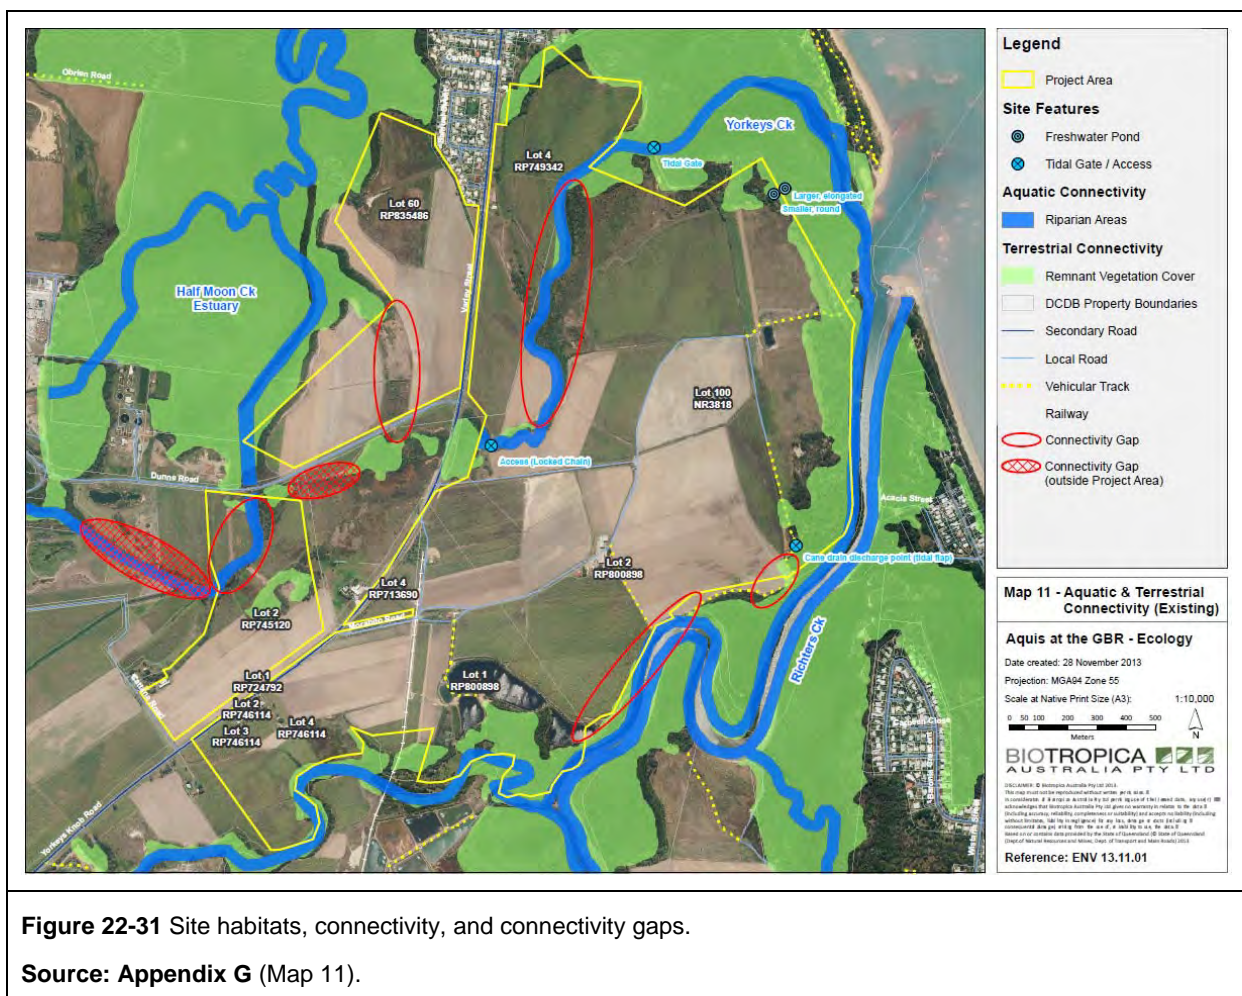 Obrien Road
Yorkeys Ck
Lot 4
RP749342
Tidal Gate
Larger, elongated
Smaller, round
Lot 60
RP835486
Half Moon Ck
Estuary
Varley Street
Lot 100
NR3818
Access (Locked Chain)
Dunne Road
Acacia Street
Cane drain discharge point (tidal flap)
Lot 2
RP800898
Lot 4
RP713690
Lot 2
RP745120
Richters Ck
Lot 1
RP724792
Lot 1
RP800898
Lot 2
RP746114
Lot 4
RP746114
Lot 3
RP746114
Yorkeys Knob Road
Legend
Project Area
Site Features
Freshwater Pond
Tidal Gate / Access
Aquatic Connectivity
Riparian Areas
Terrestrial Connectivity
Remnant Vegetation Cover
DCDB Property Boundaries
Secondary Road
Local Road
Vehicular Track
Railway
Connectivity Gap
Connectivity Gap
(outside Project Area)
Map 11 - Aquatic & Terrestrial
Connectivity (Existing)
Aquis at the GBR - Ecology
Date created: 28 November 2013
Projection: MGA94 Zone 55
Scale at Native Print Size (A3): 1:10,000
0 50 100 200 300 400 500
Meters
N
BIOTROPICA
AUSTRALIA PTY LTD
Reference: ENV 13.11.01
Figure 22-31 Site habitats, connectivity, and connectivity gaps.
Source: Appendix G (Map 11).